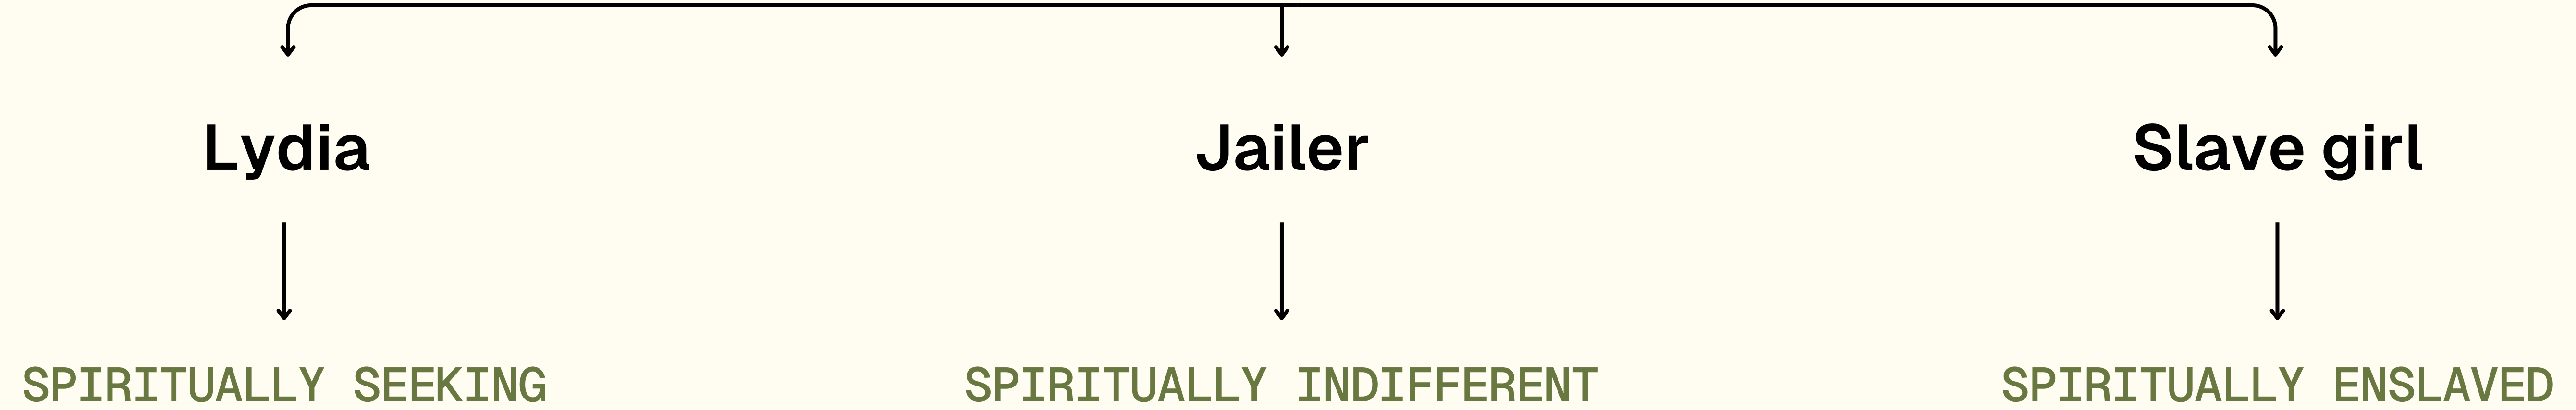 Lydia
Jailer
Slave girl
SPIRITUALLY SEEKING
SPIRITUALLY INDIFFERENT
SPIRITUALLY ENSLAVED